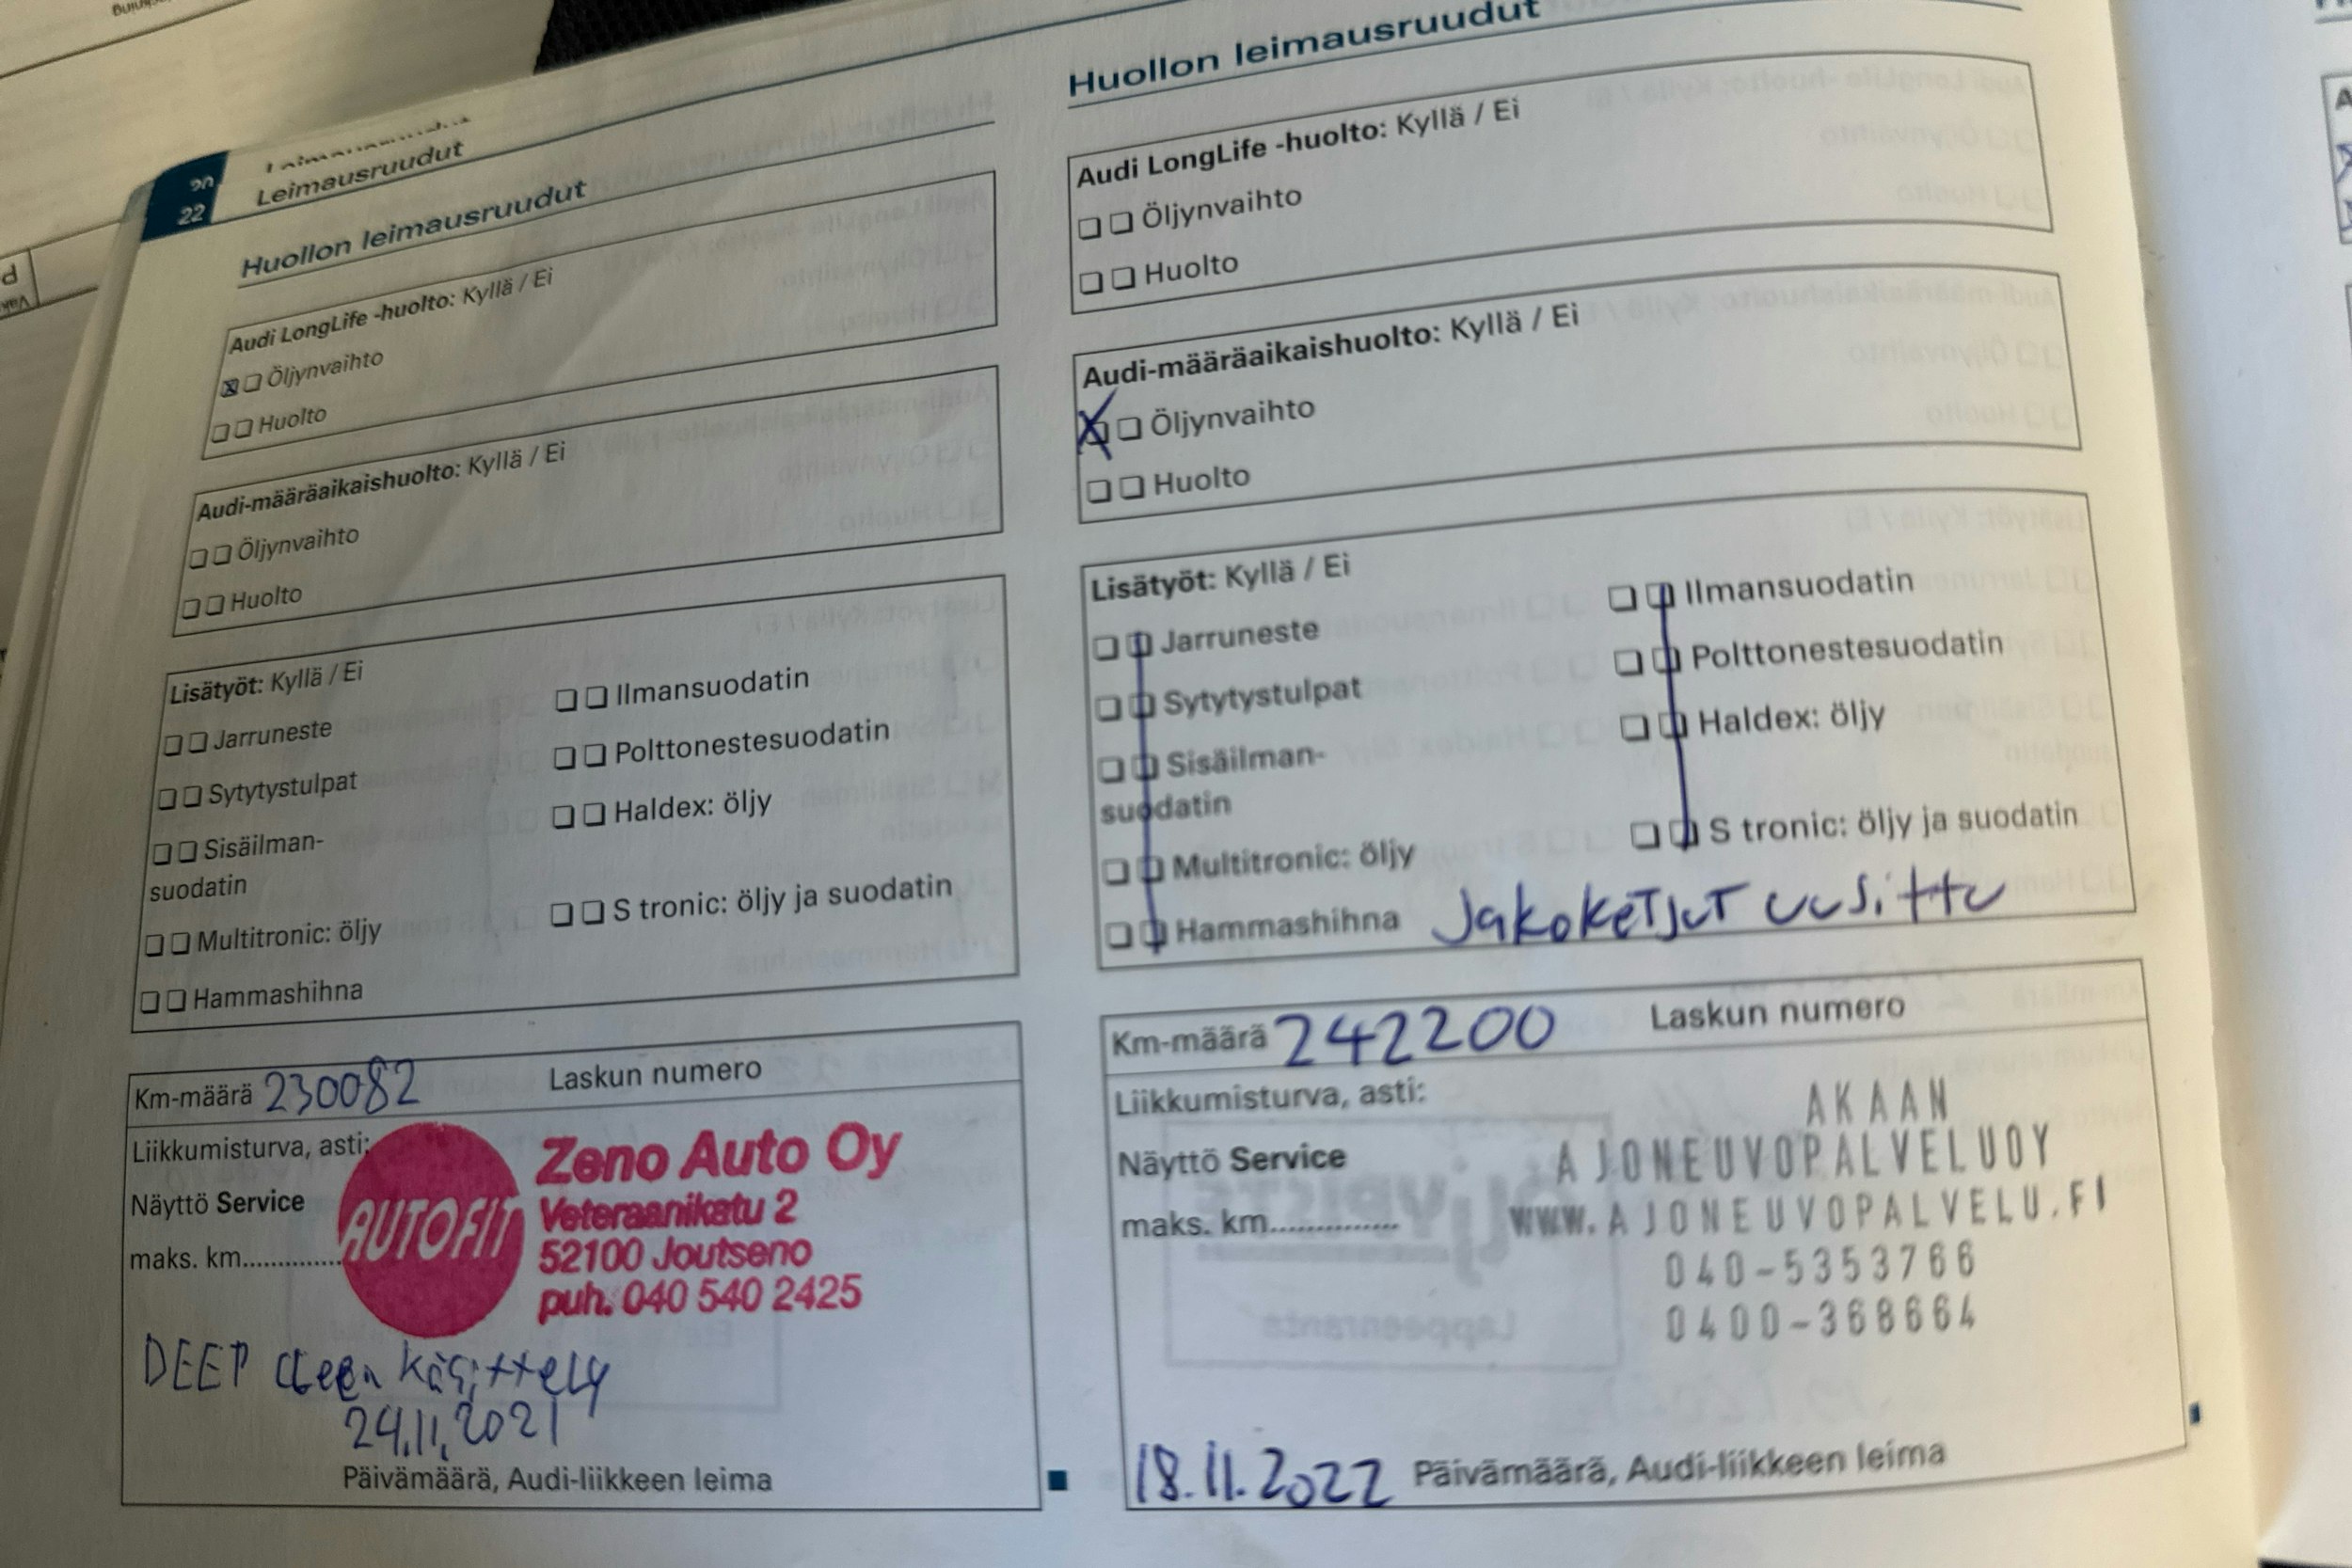 22
Leimausruudut
Huollon leimausruudut
Audi LongLife -huolto: Kyllä / Ei
Öljynvaihto
Huolto
Audi-määräaikaishuolto: Kyllä / Ei
Öljynvaihto
Huolto
Lisätyöt: Kyllä / Ei
Jarruneste
Sytytystulpat
Sisäilman-
suodatin
Multitronic: öljy
Hammashihna
Ilmansuodatin
Polttonestesuodatin
Haldex: öljy
S tronic: öljy ja suodatin
Km-määrä 230082 Laskun numero
Liikkumisturva, asti:
Näyttö Service
maks. km..............
AUTOFIT
Zeno Auto Oy
Veteraanikatu 2
52100 Joutseno
puh. 040 540 2425
DEEP Cleen Käsittely
24.11.2021
Päivämäärä, Audi-liikkeen leima
Huollon leimausruudut
Audi LongLife -huolto: Kyllä / Ei
Öljynvaihto
Huolto
Audi-määräaikaishuolto: Kyllä / Ei
Öljynvaihto
Huolto
Lisätyöt: Kyllä / Ei
Jarruneste
Sytytystulpat
Sisäilman-
suodatin
Multitronic: öljy
Hammashihna
Ilmansuodatin
Polttonestesuodatin
Haldex: öljy
S tronic: öljy ja suodatin
JakokeTjuT uusittu
Km-määrä 242200 Laskun numero
Liikkumisturva, asti:
Näyttö Service
maks. km..............
AKAAN
AJONEUVOPALVELUOY
WWW.AJONEUVOPALVELU.FI
040-5353766
0400-368664
18.11.2022 Päivämäärä, Audi-liikkeen leima